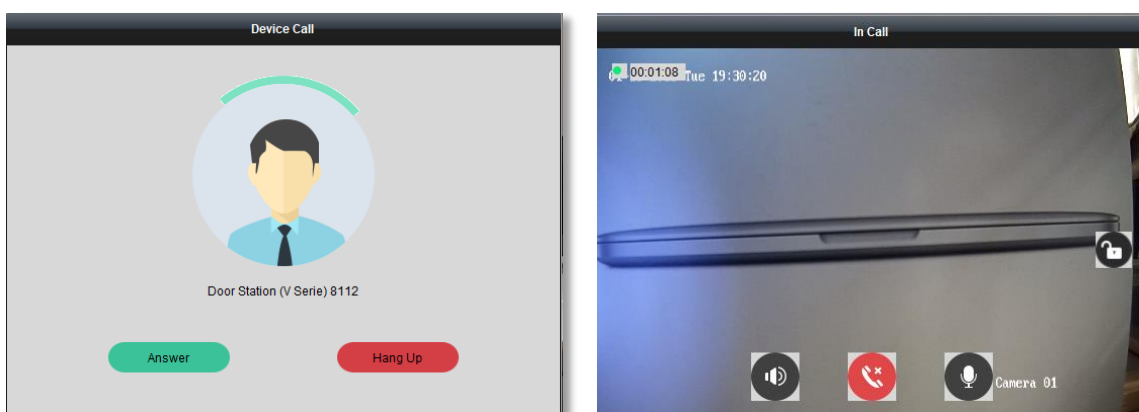 Device Call
Door Station (V Serie) 8112
Answer
Hang Up
In Call
00:01:08 Tue 19:30:20
Camera 01